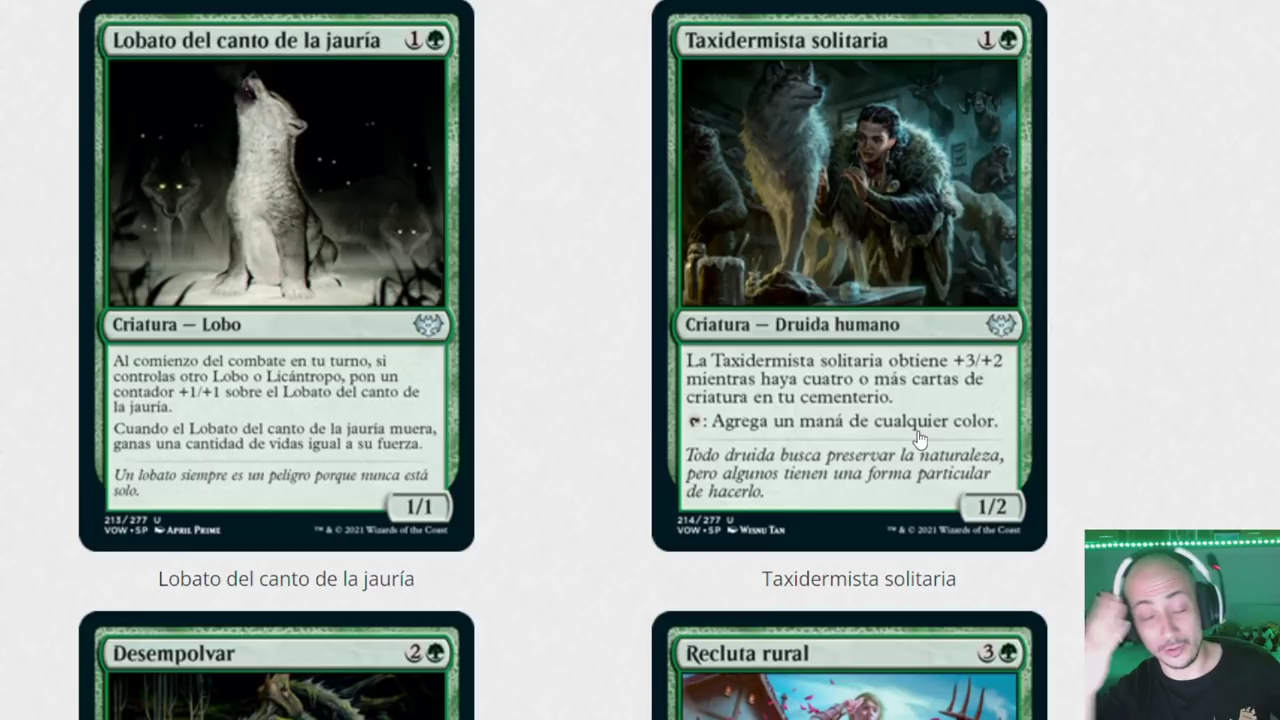 Lobato del canto de la jauría 1
Criatura — Lobo
Al comienzo del combate en tu turno, si
controlas otro Lobo o Licántropo, pon un
contador +1/+1 sobre el Lobato del canto de
la jauría.
Cuando el Lobato del canto de la jauría muera,
ganas una cantidad de vidas igual a su fuerza.
Un lobato siempre es un peligro porque nunca está
solo.
1/1
213/277 U
VOW • SP APRIL PRIME ™ & © 2021 Wizards of the Coast
Lobato del canto de la jauría
Taxidermista solitaria 1
Criatura — Druida humano
La Taxidermista solitaria obtiene +3/+2
mientras haya cuatro o más cartas de
criatura en tu cementerio.
: Agrega un maná de cualquier color.
Todo druida busca preservar la naturaleza,
pero algunos tienen una forma particular
de hacerlo.
1/2
214/277 U
VOW • SP WISNU TAN ™ & © 2021 Wizards of the Coast
Taxidermista solitaria
Desempolvar 2
Recluta rural 3